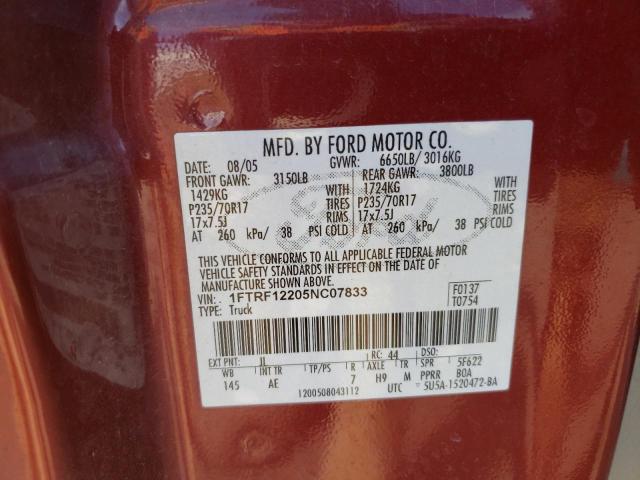 MFD. BY FORD MOTOR CO.
DATE: 08/05 GVWR: 6650LB/ 3016KG
FRONT GAWR: 3150LB REAR GAWR: 3800LB
1429KG WITH 1724KG WITH
P235/70R17 TIRES P235/70R17 TIRES
17x7.5J RIMS 17x7.5J RIMS
AT 260 kPa/ 38 PSI COLD AT 260 kPa/ 38 PSI COLD
Ford
THIS VEHICLE CONFORMS TO ALL APPLICABLE FEDERAL MOTOR
VEHICLE SAFETY STANDARDS IN EFFECT ON THE DATE OF
MANUFACTURE SHOWN ABOVE.
VIN: 1FTRF12205NC07833 F0137
TYPE: Truck T0754
EXT PNT: JL RC: 44 DSO:
WB INT TR TP/PS R AXLE TR SPR 5F622
145 AE 7 H9 M PPRR BOA
1200508043112 UTC 5U5A-1520472-BA